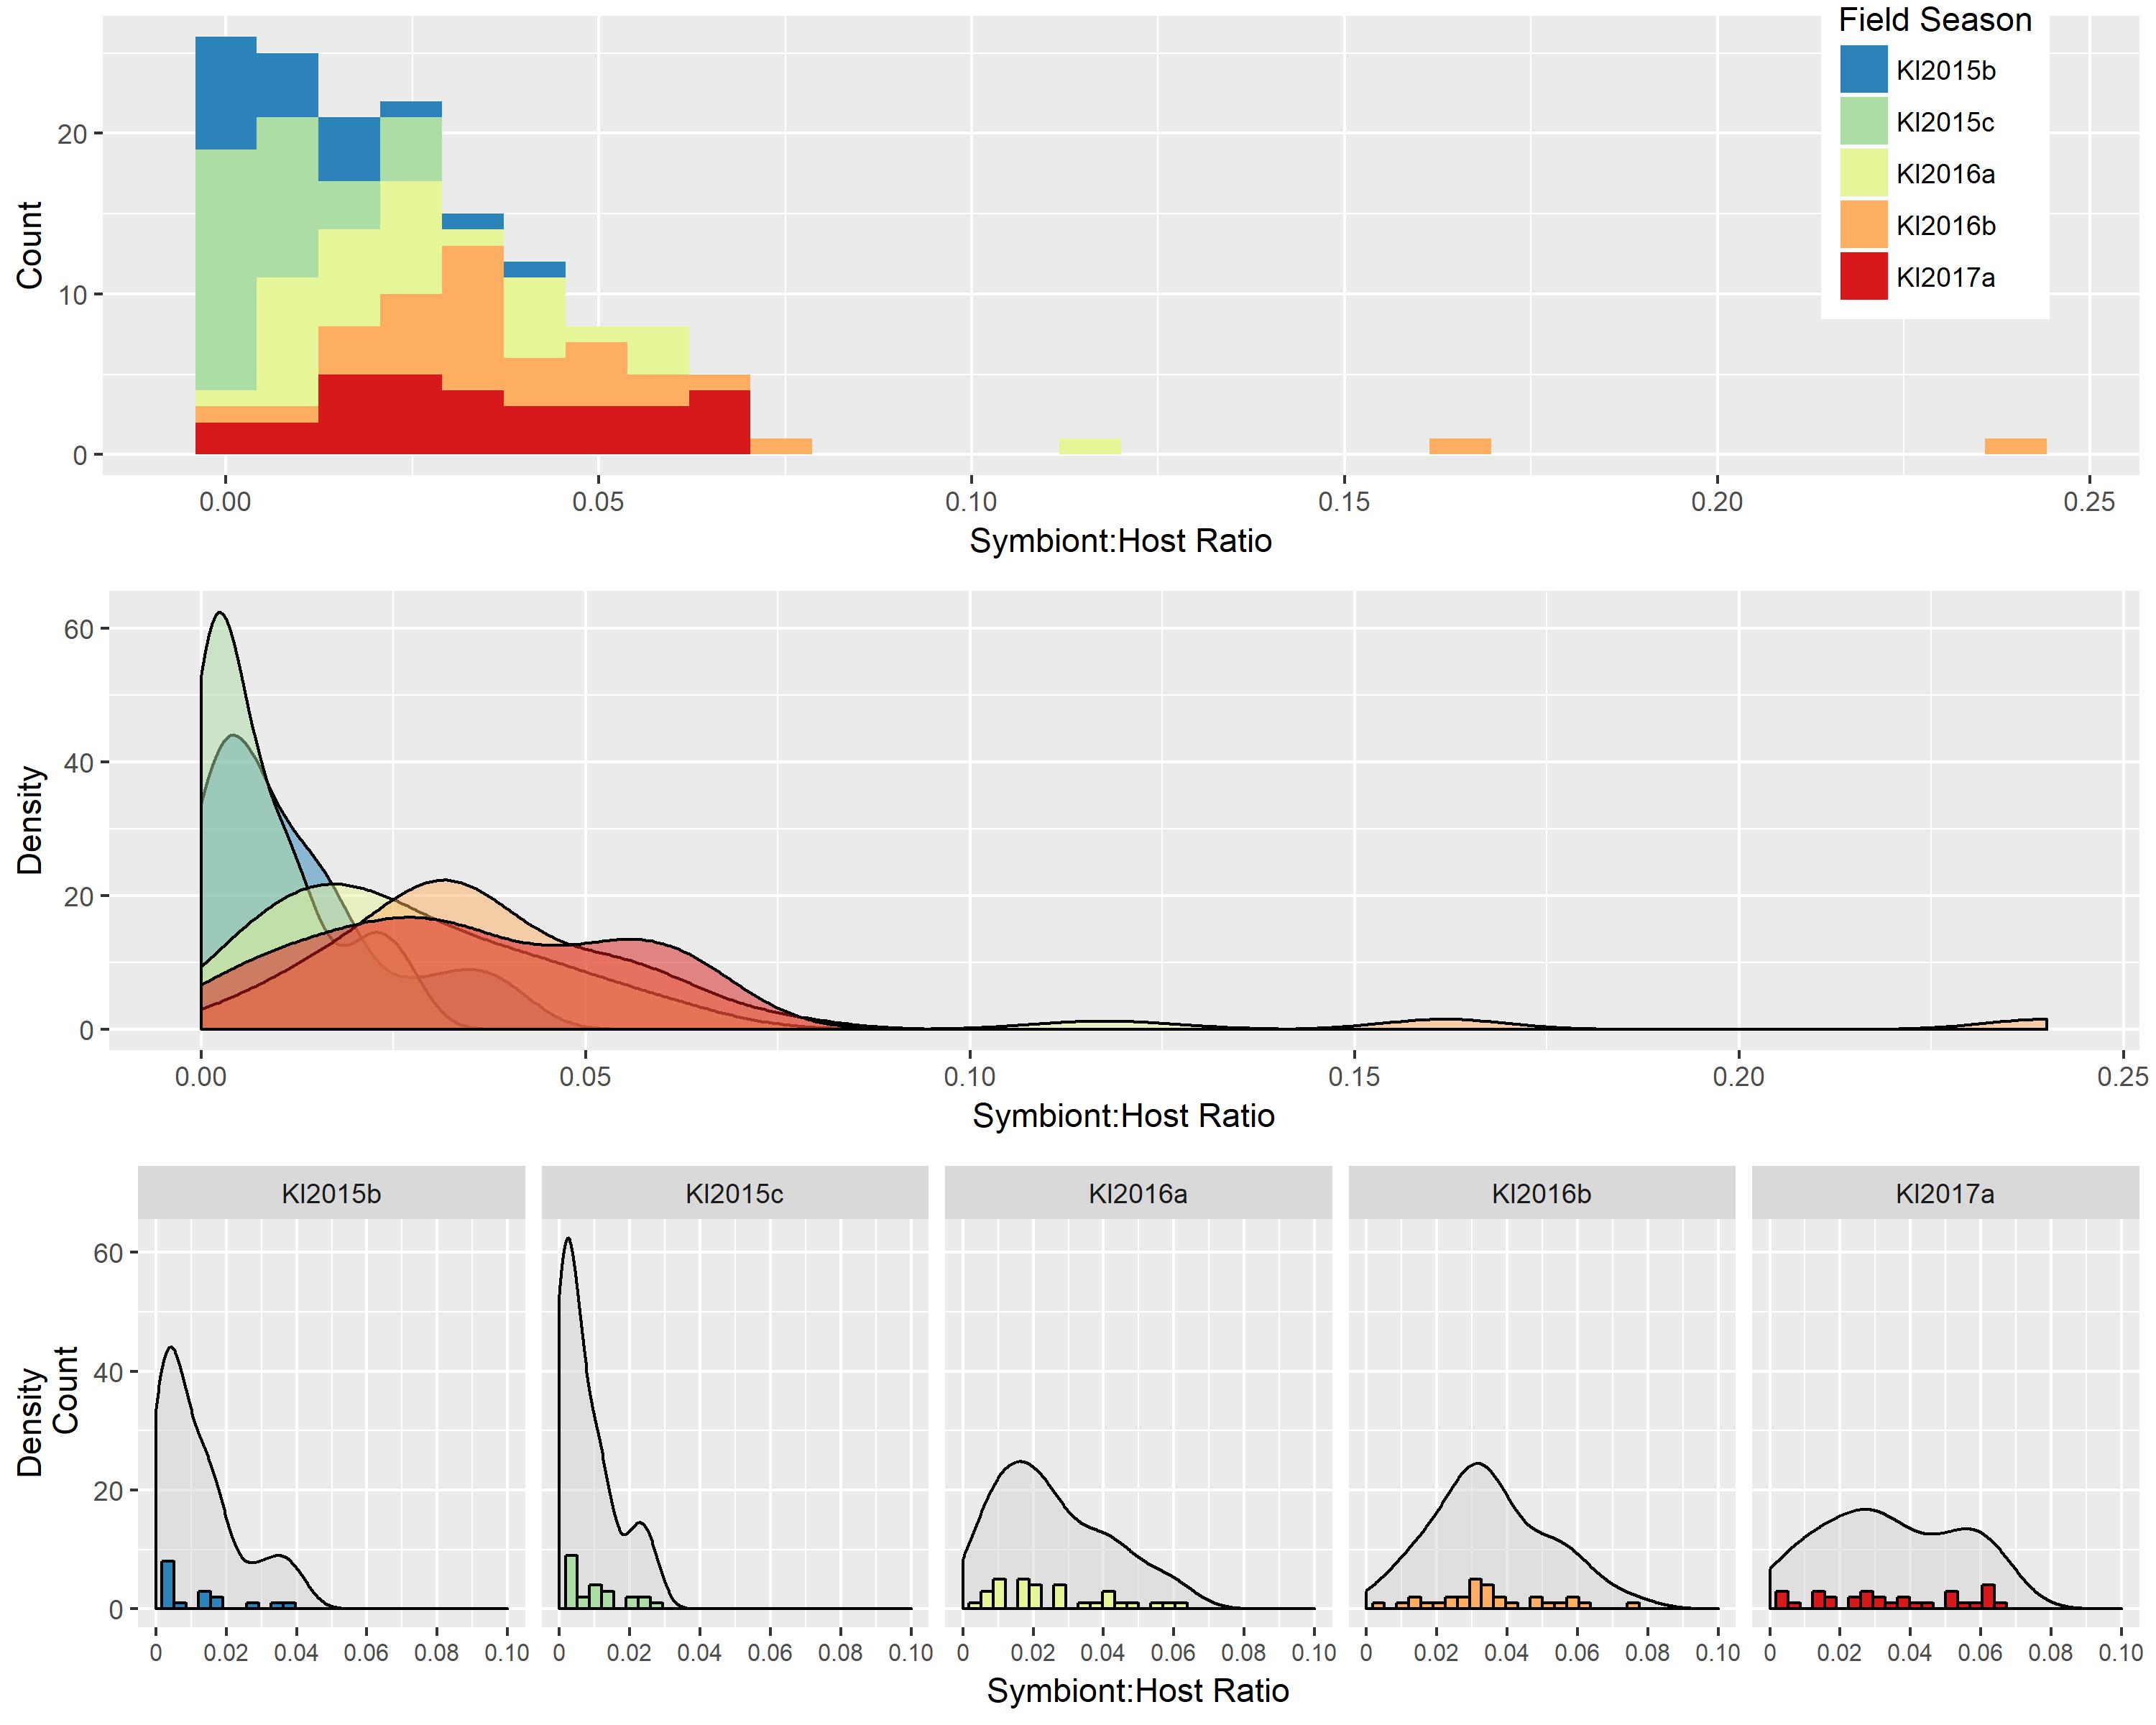 Field Season
KI2015b
KI2015c
KI2016a
KI2016b
KI2017a
Count
20
10
0
0.00 0.05 0.10 0.15 0.20 0.25
Symbiont:Host Ratio
Density
60
40
20
0
0.00 0.05 0.10 0.15 0.20 0.25
Symbiont:Host Ratio
KI2015b KI2015c KI2016a KI2016b KI2017a
Density
Count
60
40
20
0
0 0.02 0.04 0.06 0.08 0.10 0 0.02 0.04 0.06 0.08 0.10 0 0.02 0.04 0.06 0.08 0.10 0 0.02 0.04 0.06 0.08 0.10 0 0.02 0.04 0.06 0.08 0.10
Symbiont:Host Ratio